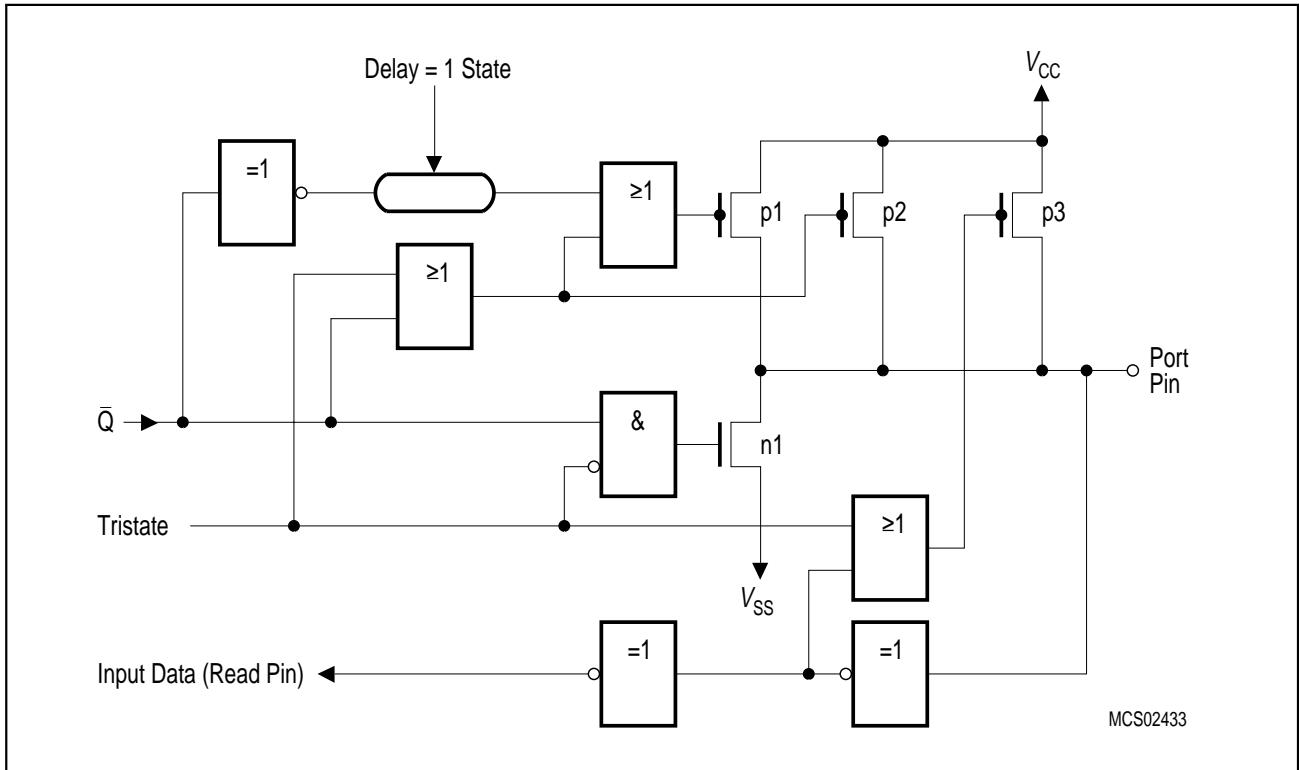 Delay = 1 State
VCC
=1
≥1
p1
p2
p3
≥1
Port
Pin
Q̄
&
n1
Tristate
≥1
VSS
=1
=1
Input Data (Read Pin)
MCS02433